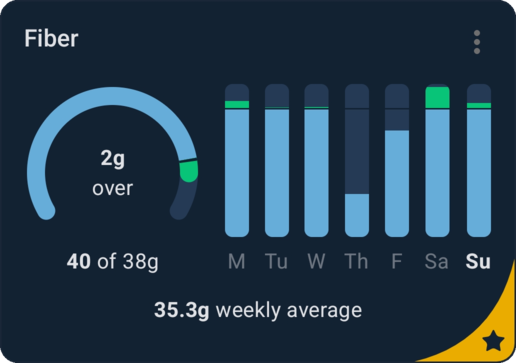 Fiber
2g
over
40 of 38g
M Tu W Th F Sa Su
35.3g weekly average